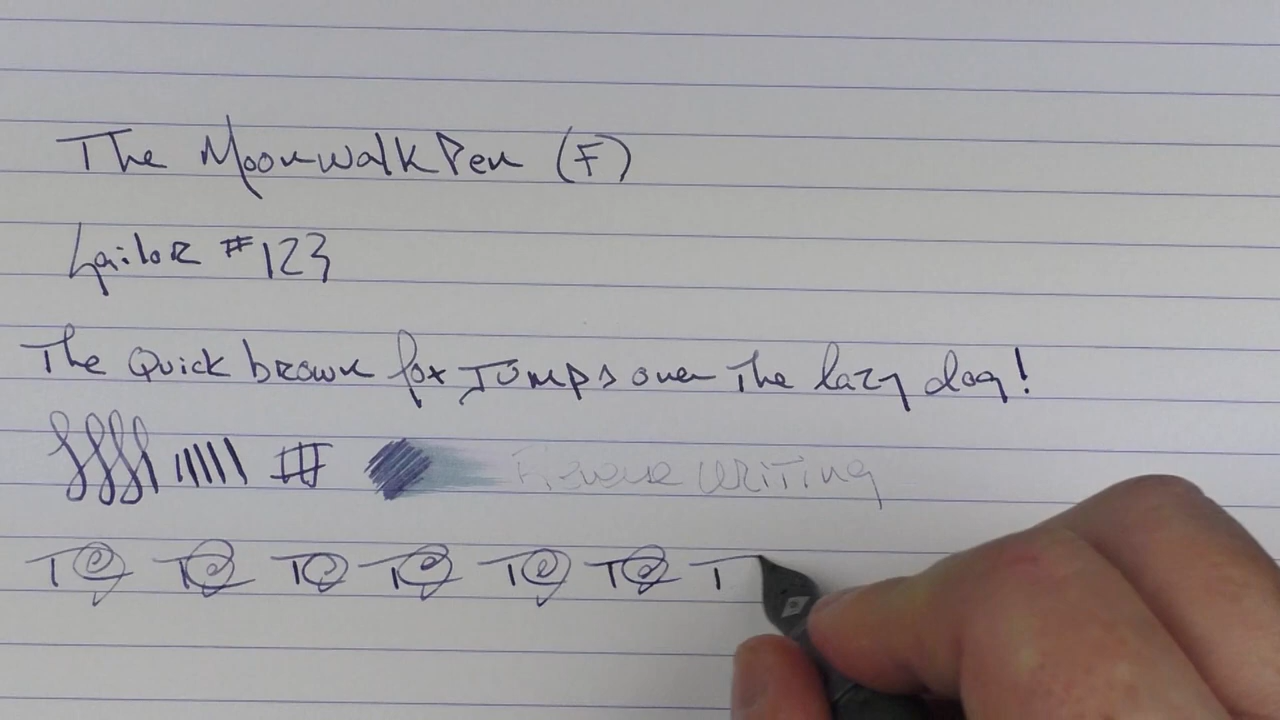 The Moonwalk Pen (F)
Sailor #123
The Quick brown fox Jumps over The lazy dog!
Reverse Writing